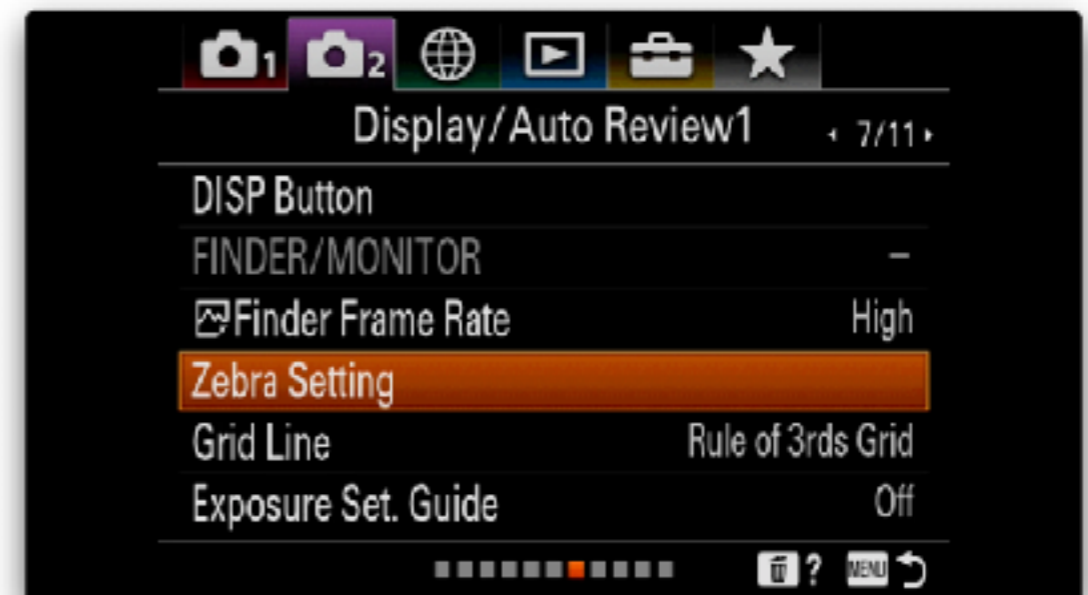 1 2
Display/Auto Review1 7/11
DISP Button
FINDER/MONITOR –
Finder Frame Rate High
Zebra Setting
Grid Line Rule of 3rds Grid
Exposure Set. Guide Off
? MENU